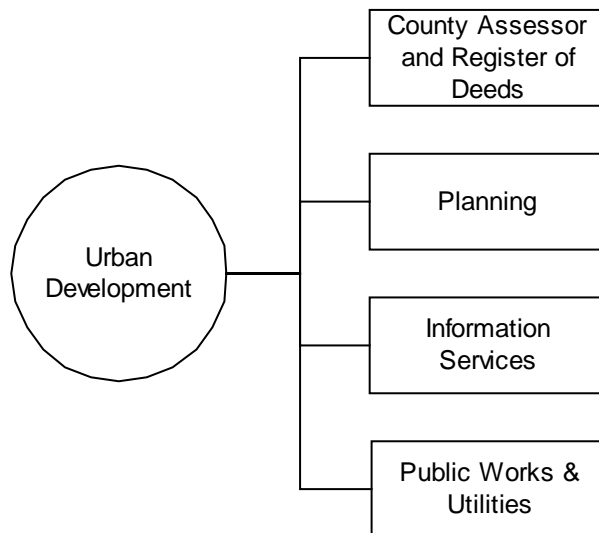 County Assessor
and Register of
Deeds
Planning
Urban
Development
Information
Services
Public Works &
Utilities